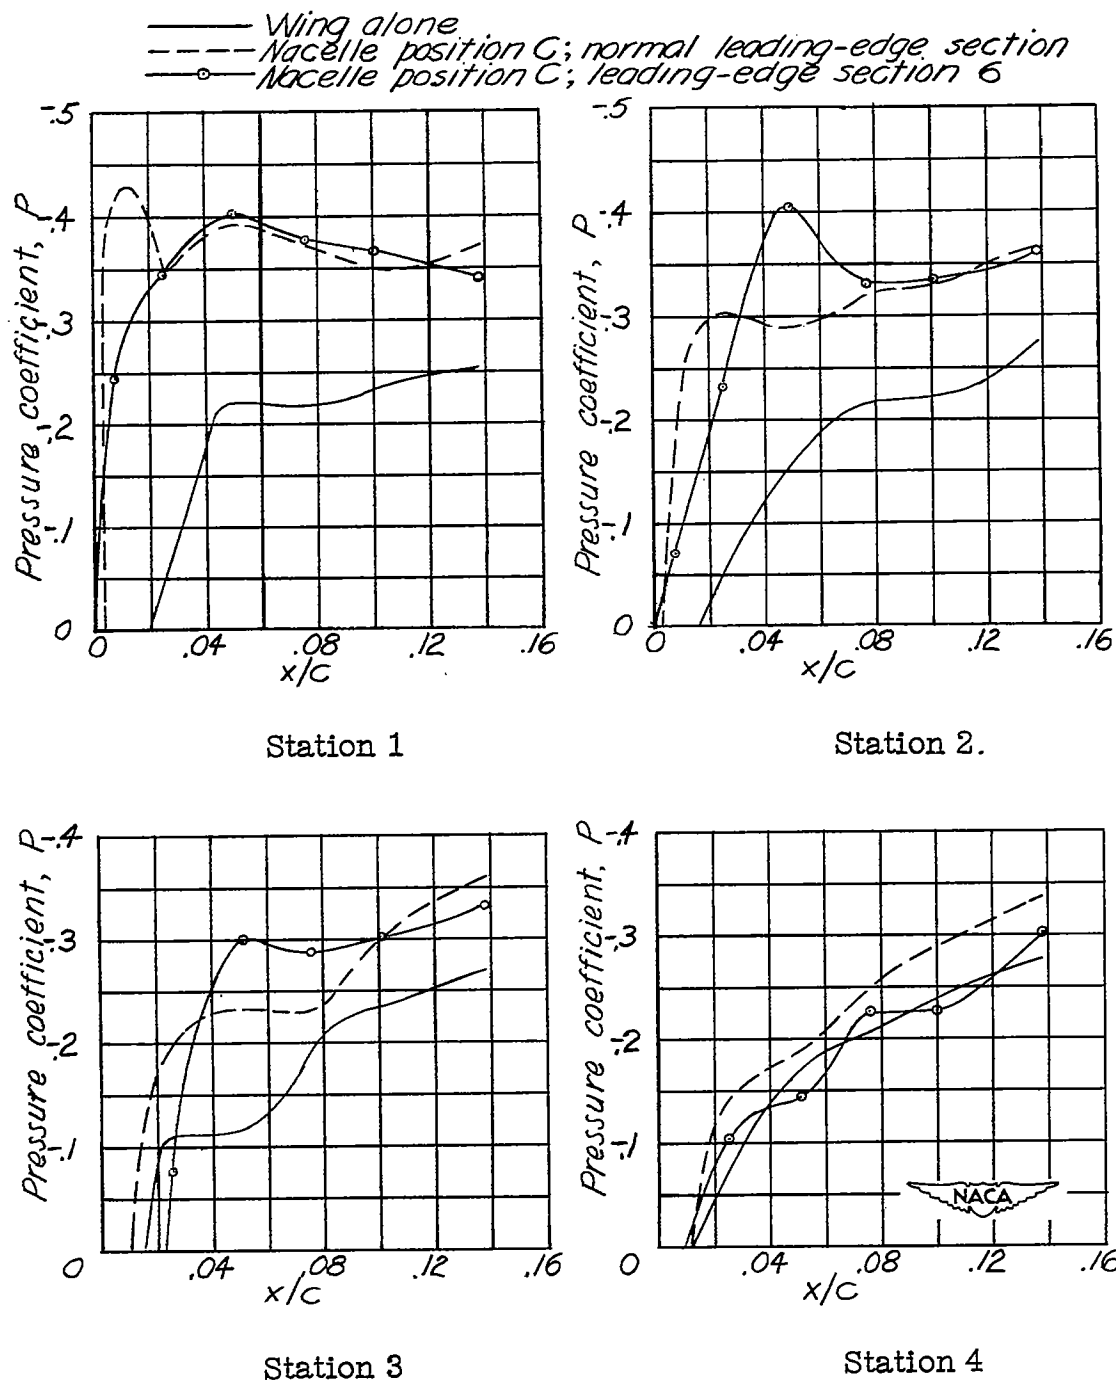 Wing alone
Nacelle position C; normal leading-edge section
Nacelle position C; leading-edge section 6
-.5
-.4
.3
-.2
-.1
0
Pressure coefficient, P
0 .04 .08 .12 .16
x/c
Station 1
-.5
-.4
-.3
-.2
-.1
0
Pressure coefficient, P
0 .04 .08 .12 .16
x/c
Station 2.
-.4
-.3
-.2
-.1
0
Pressure coefficient, P
.04 .08 .12 .16
x/c
Station 3
-.4
-.3
-.2
-.1
0
Pressure coefficient, P
.04 .08 .12 .16
x/c
NACA
Station 4